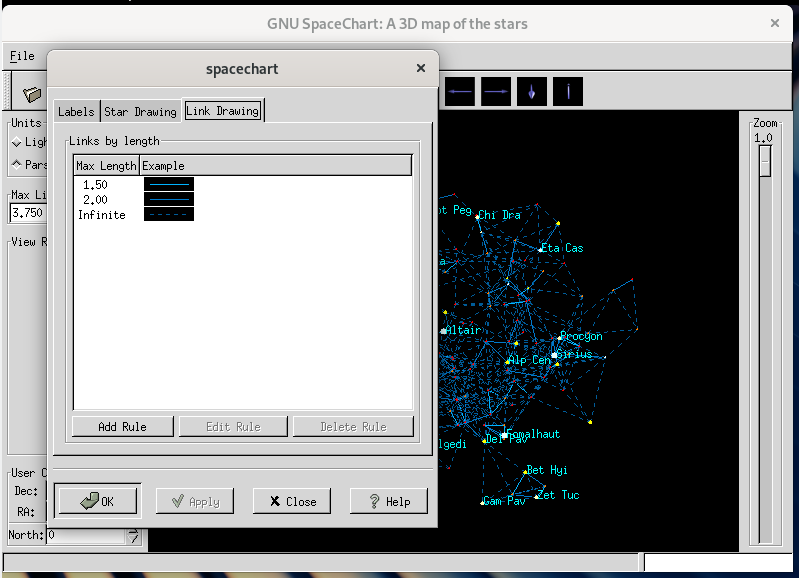 GNU SpaceChart: A 3D map of the stars
File
spacechart
Labels
Star Drawing
Link Drawing
Links by length
Max Length
Example
1.50
2.00
Infinite
Add Rule
Edit Rule
Delete Rule
OK
Apply
Close
Help
Units
Max Li
3.750
View R
User C
Dec:
RA:
North:
0
Zoom
1.0
Peg
Chi Dra
Eta Cas
Altair
Procyon
Sirius
Alp Cen
Fomalhaut
Del Pav
lgedi
Bet Hyi
Gam Pav
Zet Tuc